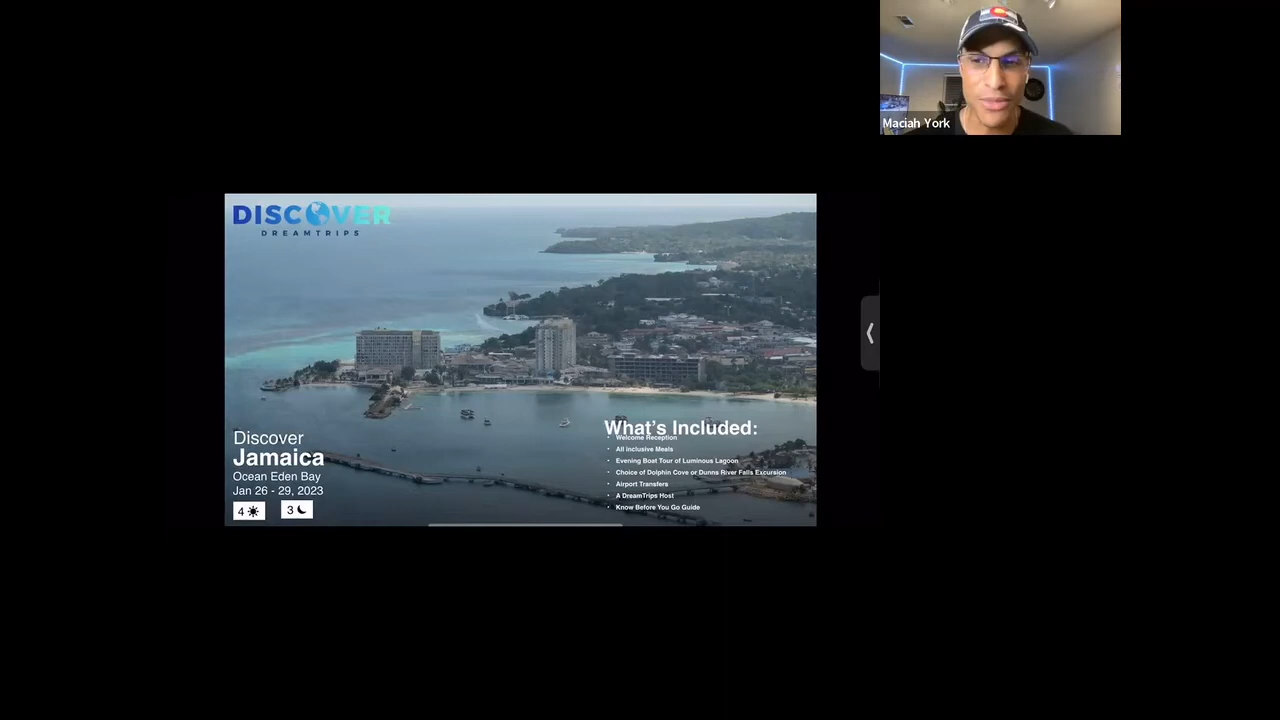 Maciah York
DISCOVER
DREAMTRIPS
Discover
Jamaica
Ocean Eden Bay
Jan 26 - 29, 2023
4
3
What's Included:
• Welcome Reception
• All Inclusive Meals
• Evening Boat Tour of Luminous Lagoon
• Choice of Dolphin Cove or Dunns River Falls Excursion
• Airport Transfers
• A DreamTrips Host
• Know Before You Go Guide